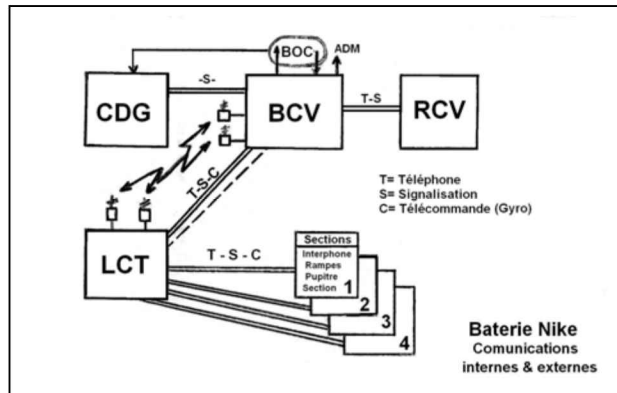 BOC
ADM
-S-
CDG
BCV
T-S
RCV
T-S-C
T= Téléphone
S= Signalisation
C= Télécommande (Gyro)
LCT
T - S - C
Sections
Interphone
Rampes
Pupitre
Section
1
2
3
4
Baterie Nike
Comunications
internes & externes